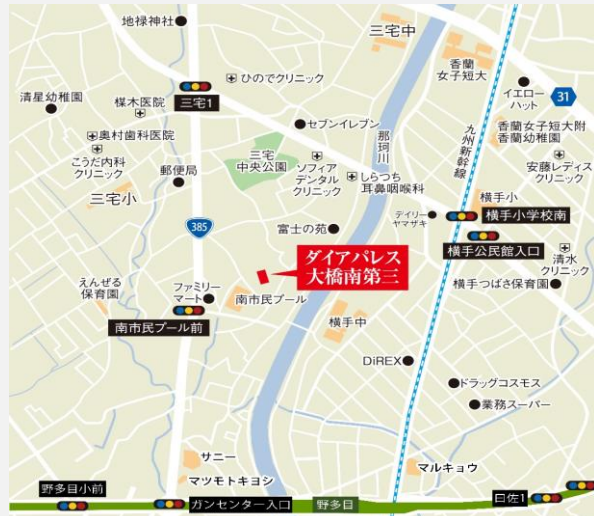 地禄神社
三宅中
香蘭
女子短大
ひのでクリニック
イエロー
ハット
31
清星幼稚園
楳木医院
三宅1
セブンイレブン
那珂川
九州新幹線
香蘭女子短大附
香蘭幼稚園
奥村歯科医院
こうだ内科
クリニック
郵便局
三宅
中央公園
ソフィア
デンタル
クリニック
しらつち
耳鼻咽喉科
安藤レディス
クリニック
三宅小
横手小
385
富士の苑
デイリー
ヤマザキ
横手小学校南
横手公民館入口
清水
クリニック
ダイアパレス
大橋南第三
えんぜる
保育園
ファミリー
マート
南市民プール
横手つばさ保育園
南市民プール前
横手中
DiREX
ドラッグコスモス
業務スーパー
サニー
マツモトキヨシ
マルキョウ
野多目小前
ガンセンター入口
野多目
曰佐1